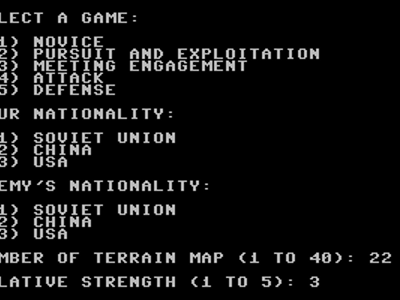 LECT A GAME:
1) NOVICE
2) PURSUIT AND EXPLOITATION
3) MEETING ENGAGEMENT
4) ATTACK
5) DEFENSE
UR NATIONALITY:
1) SOVIET UNION
2) CHINA
3) USA
EMY'S NATIONALITY:
1) SOVIET UNION
2) CHINA
3) USA
MBER OF TERRAIN MAP (1 TO 40): 22
LATIVE STRENGTH (1 TO 5): 3